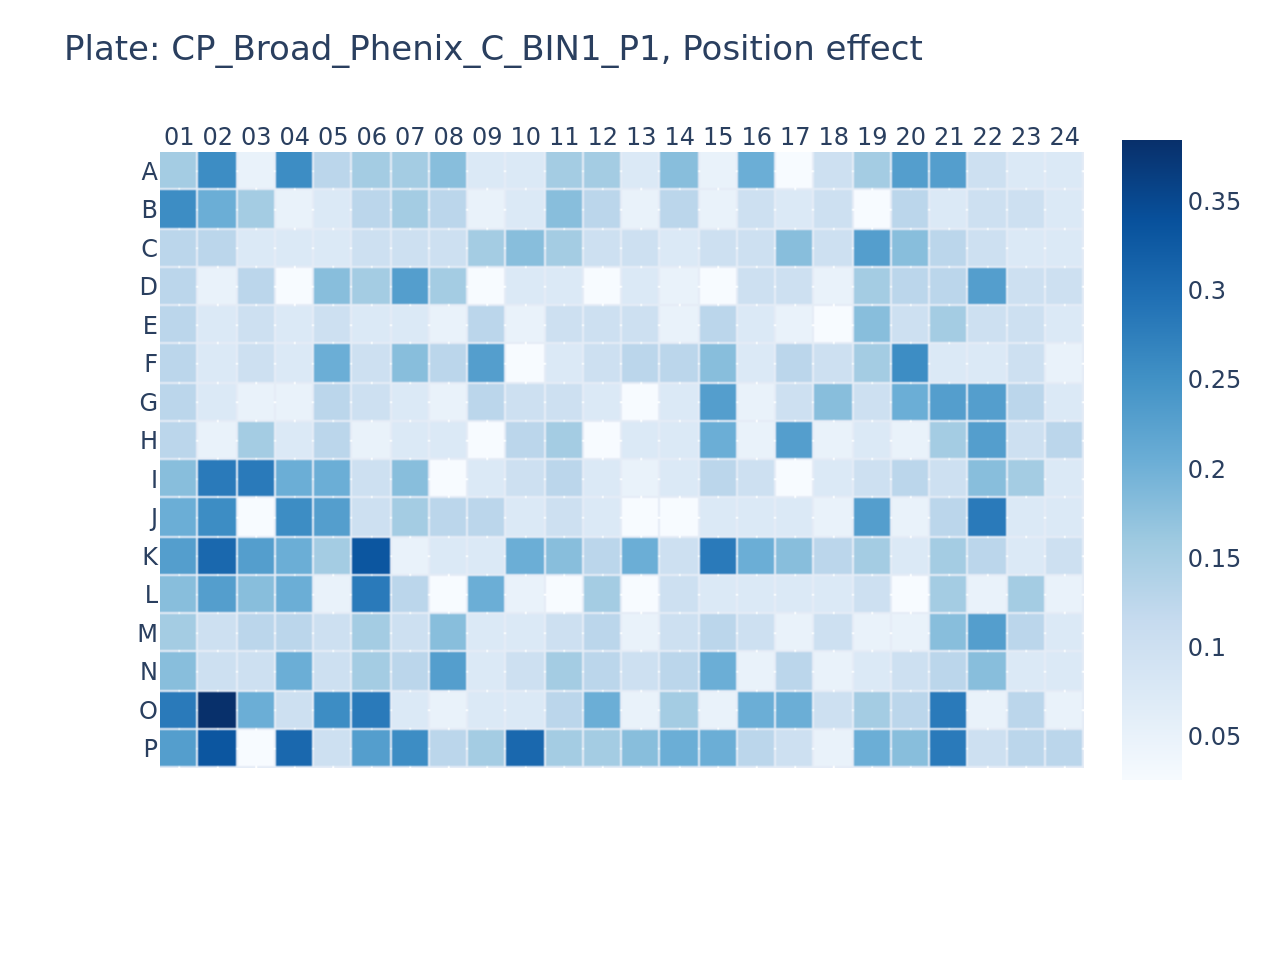 Plate: CP_Broad_Phenix_C_BIN1_P1, Position effect
01 02 03 04 05 06 07 08 09 10 11 12 13 14 15 16 17 18 19 20 21 22 23 24
A
B
C
D
E
F
G
H
I
J
K
L
M
N
O
P
0.35
0.3
0.25
0.2
0.15
0.1
0.05